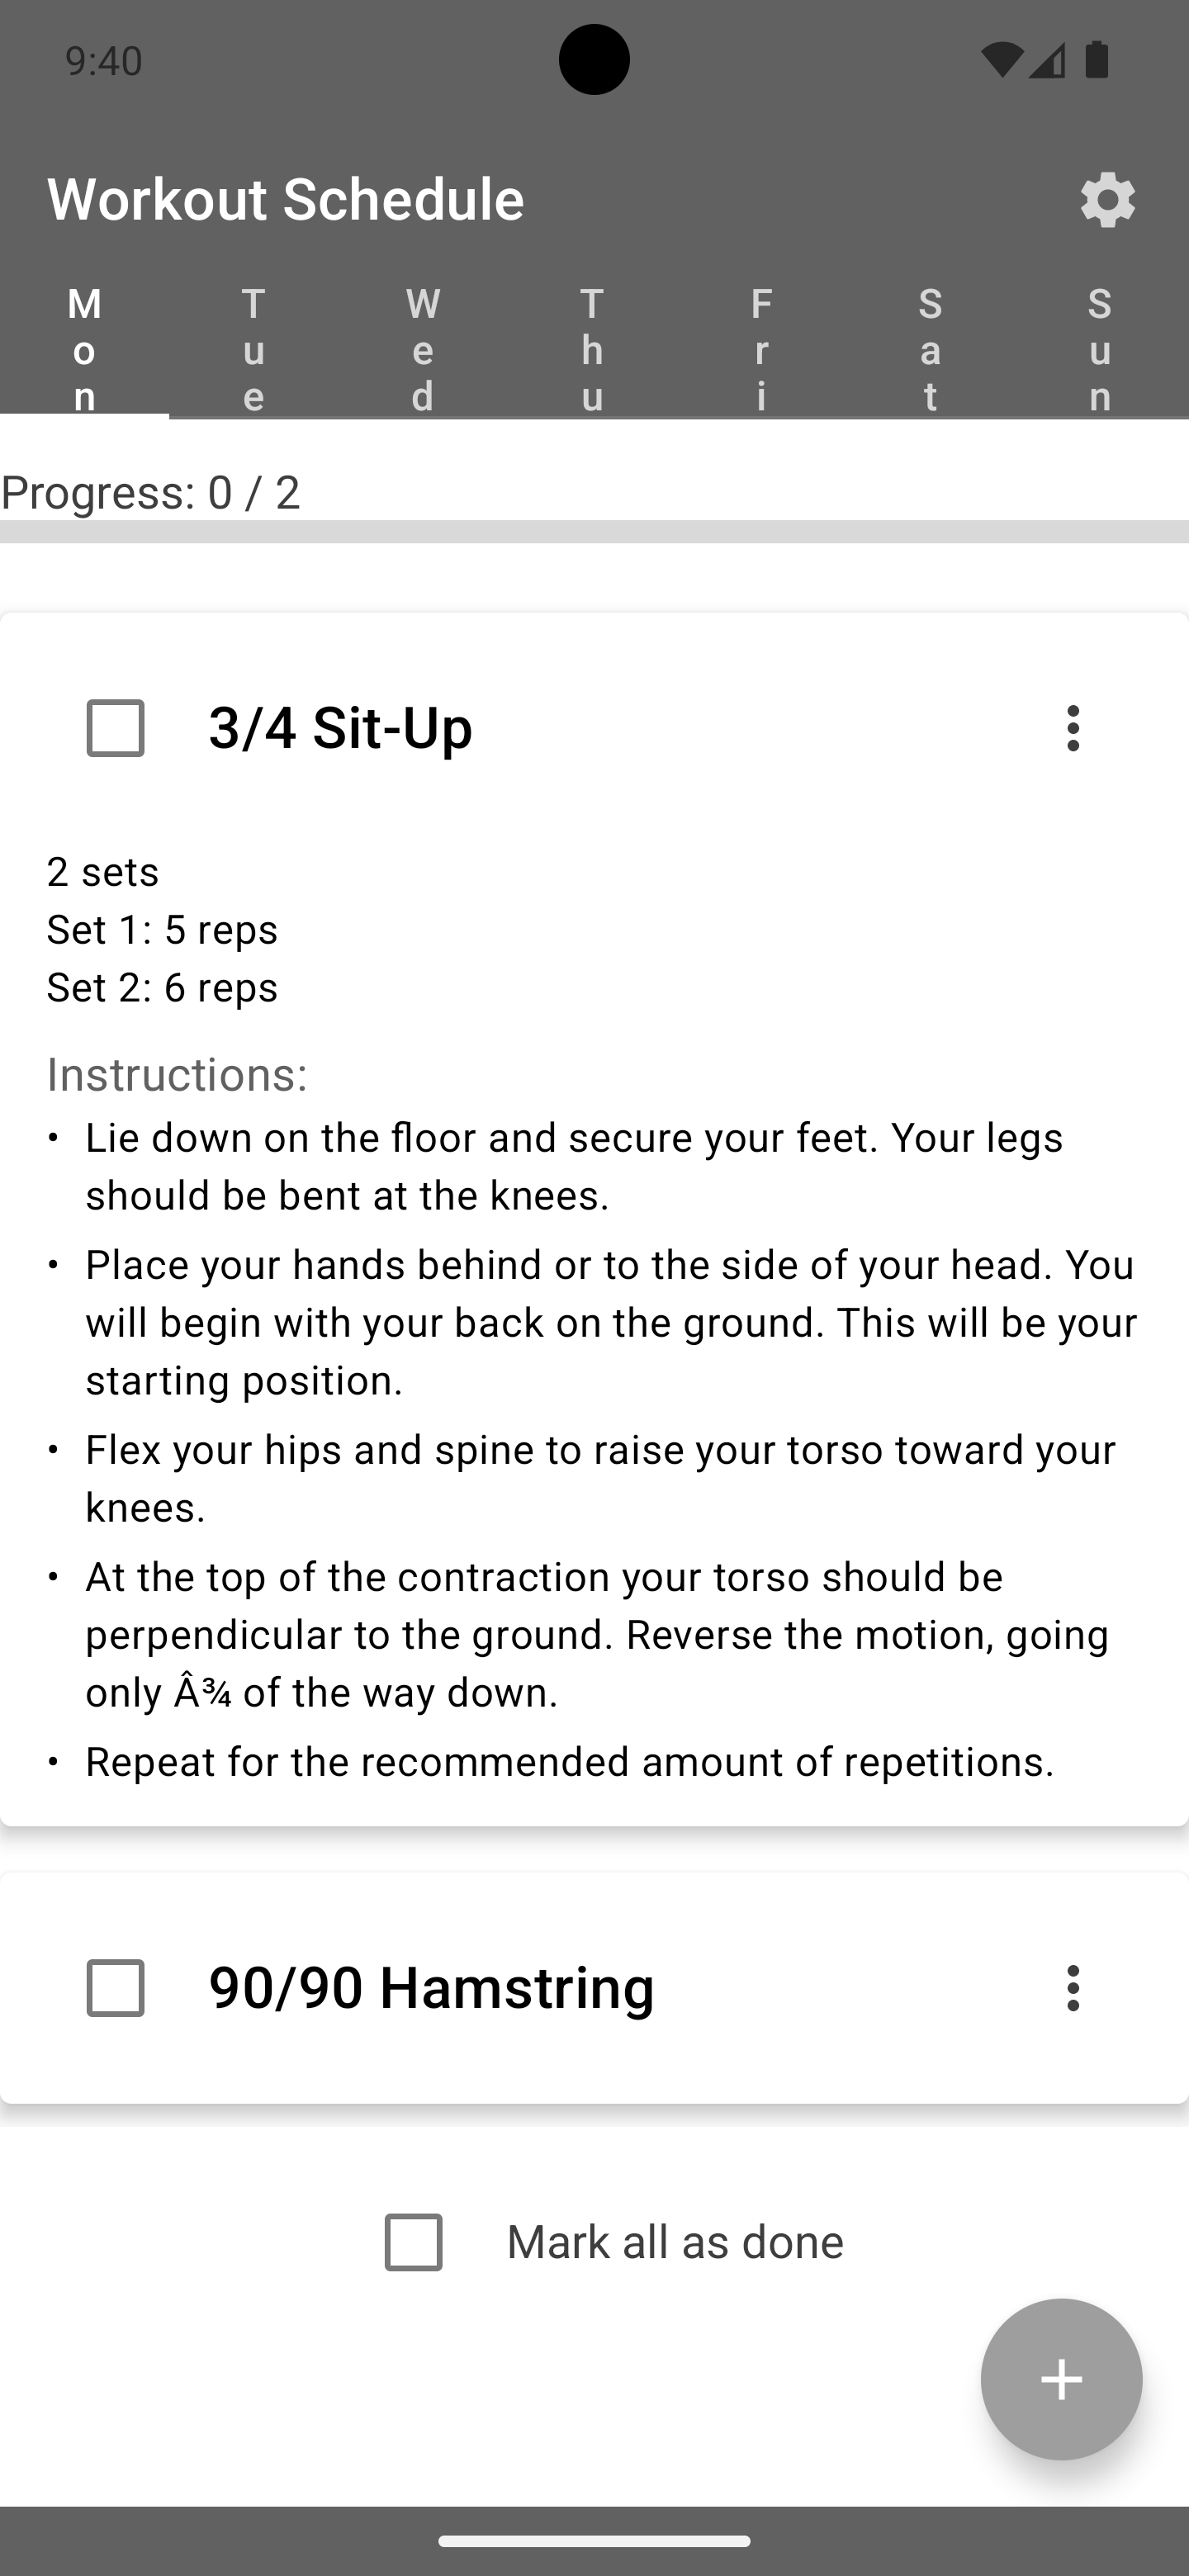 9:40
Workout Schedule
Mon Tue Wed Thu Fri Sat Sun
Progress: 0 / 2
3/4 Sit-Up
2 sets
Set 1: 5 reps
Set 2: 6 reps
Instructions:
• Lie down on the floor and secure your feet. Your legs
should be bent at the knees.
• Place your hands behind or to the side of your head. You
will begin with your back on the ground. This will be your
starting position.
• Flex your hips and spine to raise your torso toward your
knees.
• At the top of the contraction your torso should be
perpendicular to the ground. Reverse the motion, going
only Â¾ of the way down.
• Repeat for the recommended amount of repetitions.
90/90 Hamstring
Mark all as done